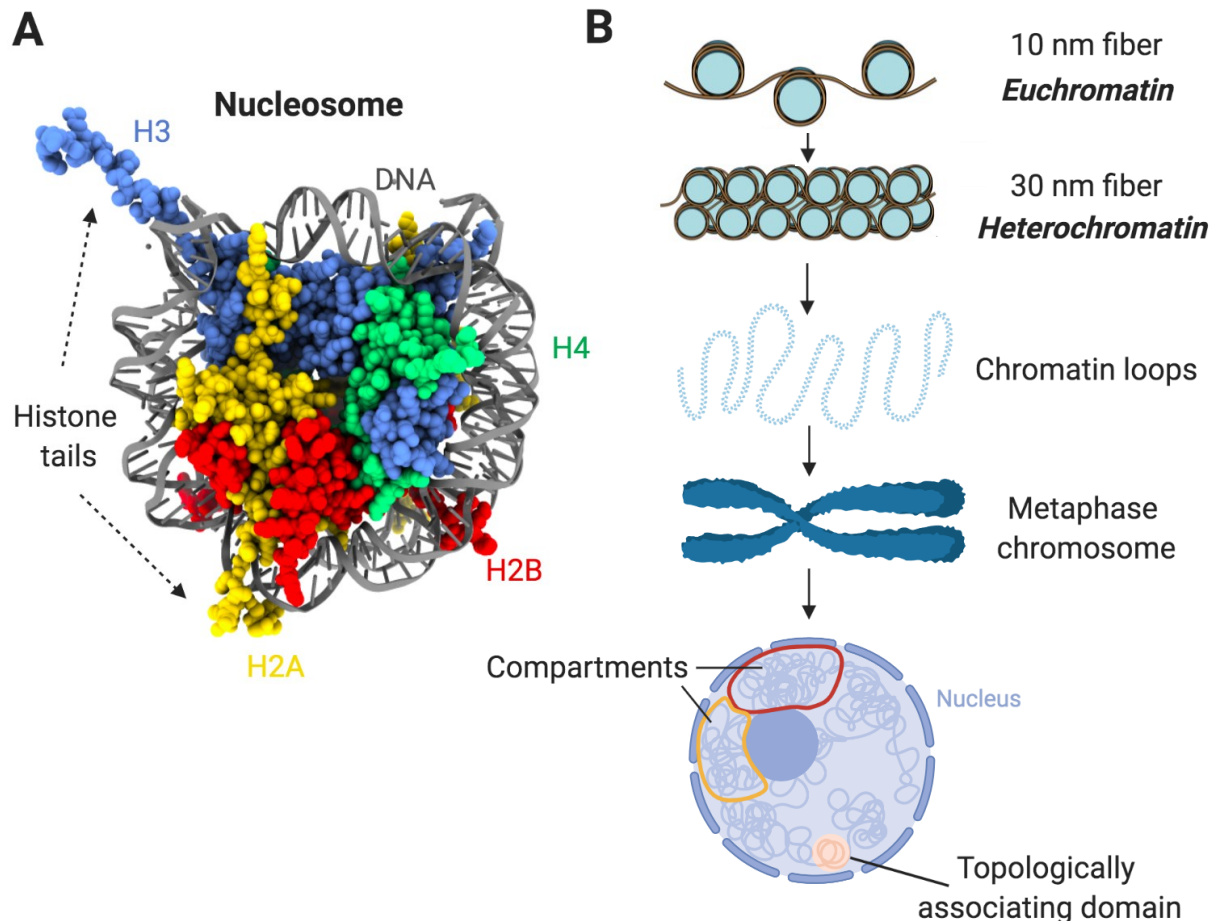 A
Nucleosome
H3
DNA
H4
Histone
tails
H2B
H2A
B
10 nm fiber
Euchromatin
30 nm fiber
Heterochromatin
Chromatin loops
Metaphase
chromosome
Compartments
Nucleus
Topologically
associating domain